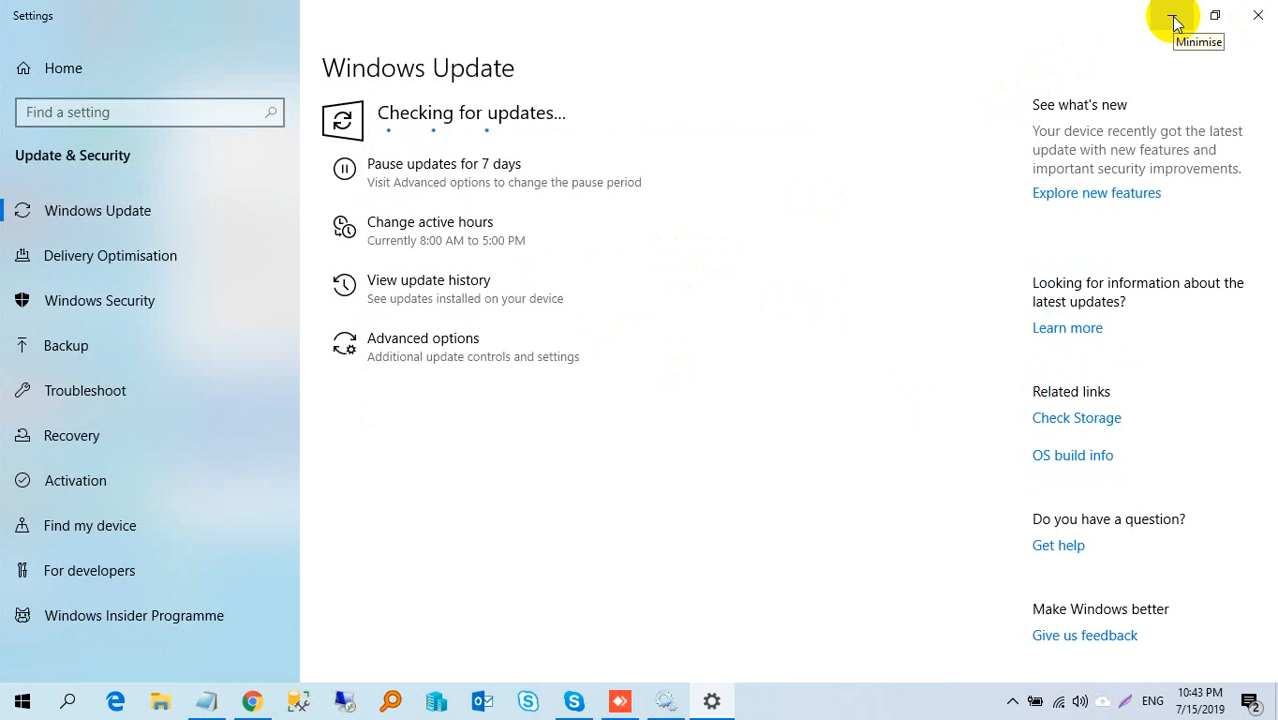 Settings
Minimise
Home
Find a setting
Update & Security
Windows Update
Delivery Optimisation
Windows Security
Backup
Troubleshoot
Recovery
Activation
Find my device
For developers
Windows Insider Programme
Windows Update
Checking for updates...
Pause updates for 7 days
Visit Advanced options to change the pause period
Change active hours
Currently 8:00 AM to 5:00 PM
View update history
See updates installed on your device
Advanced options
Additional update controls and settings
See what's new
Your device recently got the latest
update with new features and
important security improvements.
Explore new features
Looking for information about the
latest updates?
Learn more
Related links
Check Storage
OS build info
Do you have a question?
Get help
Make Windows better
Give us feedback
ENG
10:43 PM
7/15/2019
2